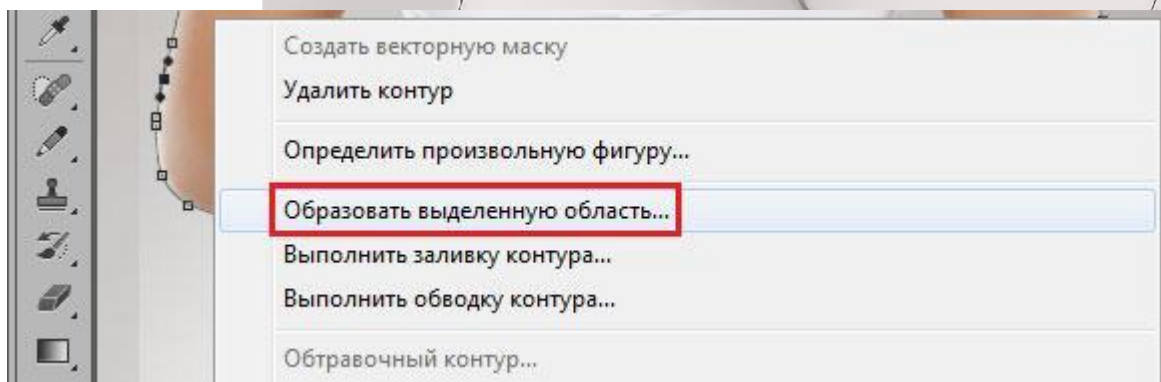 Создать векторную маску
Удалить контур
Определить произвольную фигуру...
Образовать выделенную область...
Выполнить заливку контура...
Выполнить обводку контура...
Обтравочный контур...